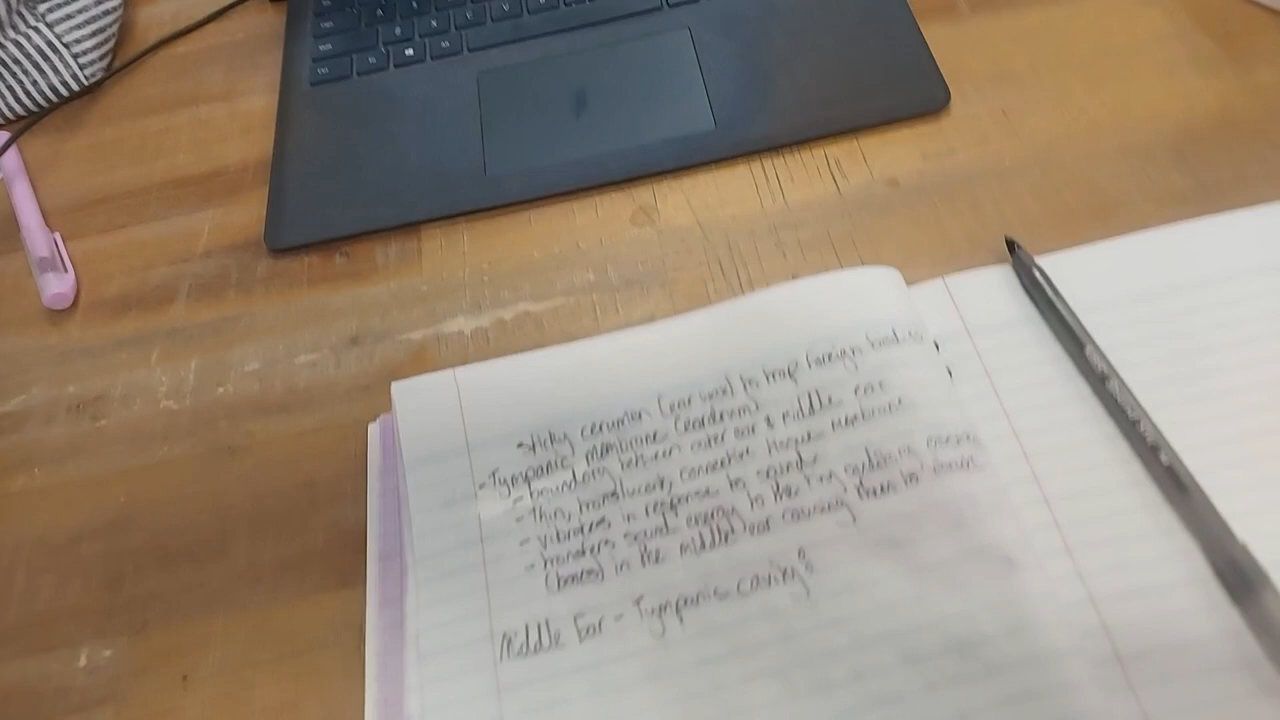 sticky cerumen (ear wax) to trap foreign bodies
- Tympanic membrane (eardrum)
- boundary between outer ear & middle ear
- thin, translucent, connective tissue membrane
- vibrates in response to sound
- transfers sound energy to the tiny
(bones) in the middle ear causing them to
Middle Ear - Tympanic cavity: